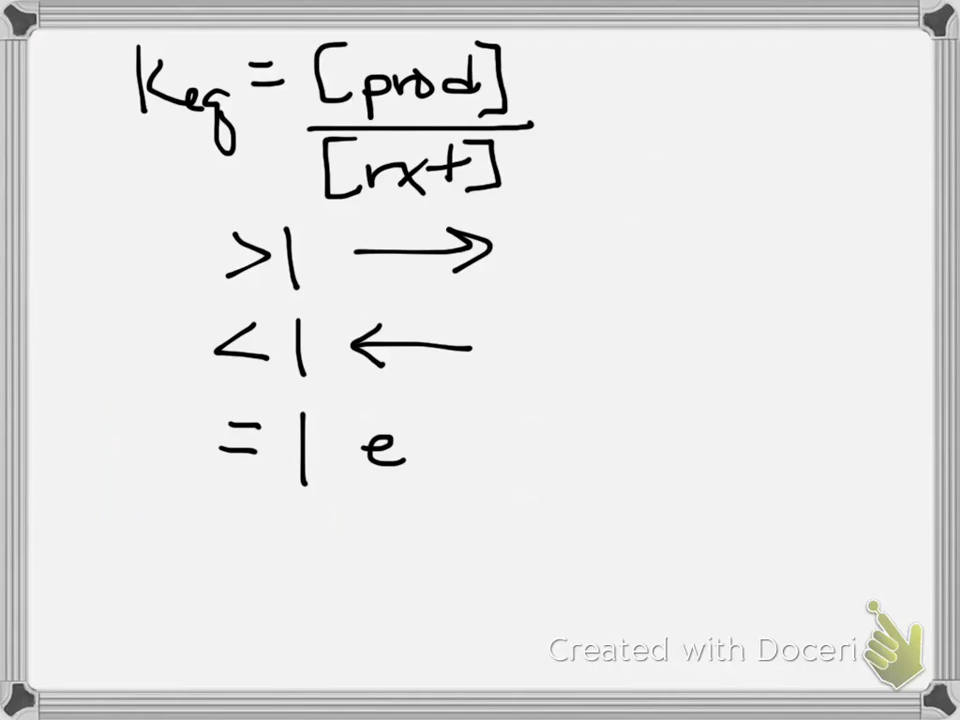 Keq = [prod]
[rxt]
>1 →
<1 ←
=1 e
Created with Doceri